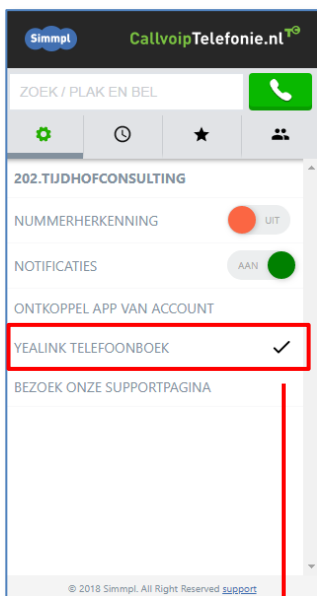 Simmpl CallvoipTelefonie.nl
ZOEK / PLAK EN BEL
202.TIJDHOFCONSULTING
NUMMERHERKENNING UIT
NOTIFICATIES AAN
ONTKOPPEL APP VAN ACCOUNT
YEALINK TELEFOONBOEK
BEZOEK ONZE SUPPORTPAGINA
© 2018 Simmpl. All Right Reserved support